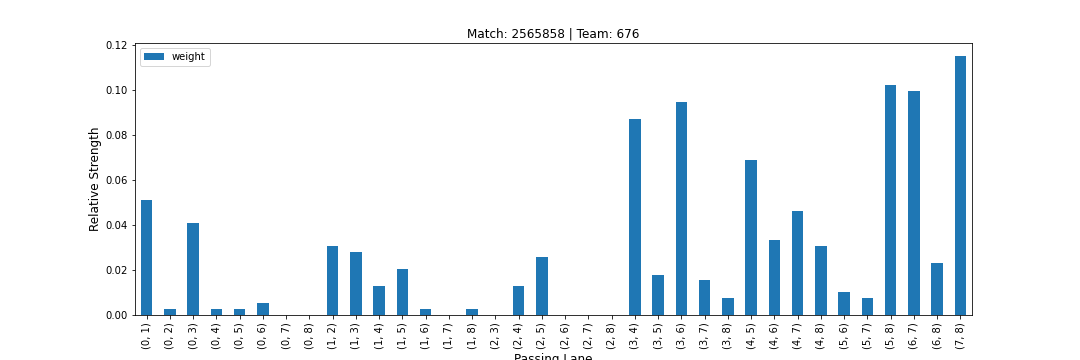 Match: 2565858 | Team: 676
weight
0.12
0.10
0.08
0.06
0.04
0.02
0.00
Relative Strength
(0, 1) (0, 2) (0, 3) (0, 4) (0, 5) (0, 6) (0, 7) (0, 8) (1, 2) (1, 3) (1, 4) (1, 5) (1, 6) (1, 7) (1, 8) (2, 3) (2, 4) (2, 5) (2, 6) (2, 7) (2, 8) (3, 4) (3, 5) (3, 6) (3, 7) (3, 8) (4, 5) (4, 6) (4, 7) (4, 8) (5, 6) (5, 7) (5, 8) (6, 7) (6, 8) (7, 8)
Passing Lane